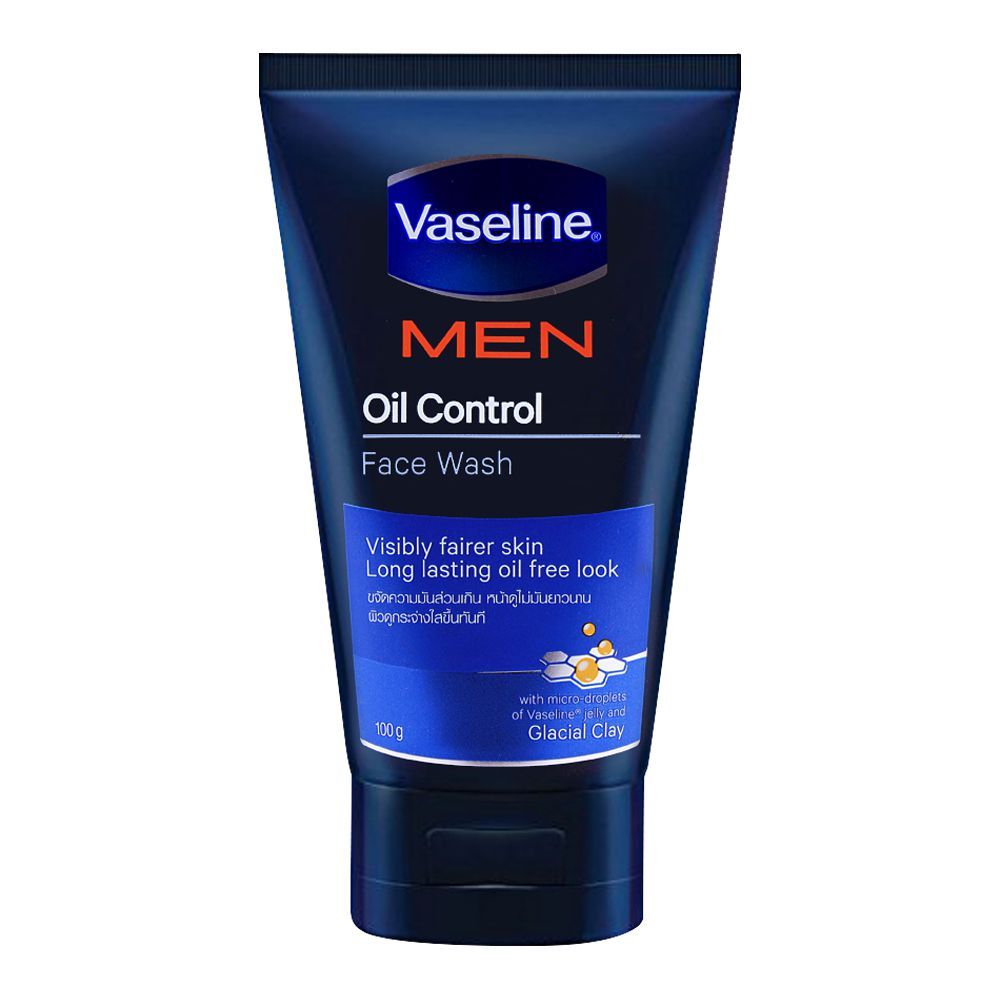 Vaseline®
MEN
Oil Control
Face Wash
Visibly fairer skin
Long lasting oil free look
ขจัดความมันส่วนเกิน หน้าดูไม่มันยาวนาน
ผิวดูกระจ่างใสขึ้นทันที
with micro-droplets
of Vaseline® jelly and
Glacial Clay
100 g